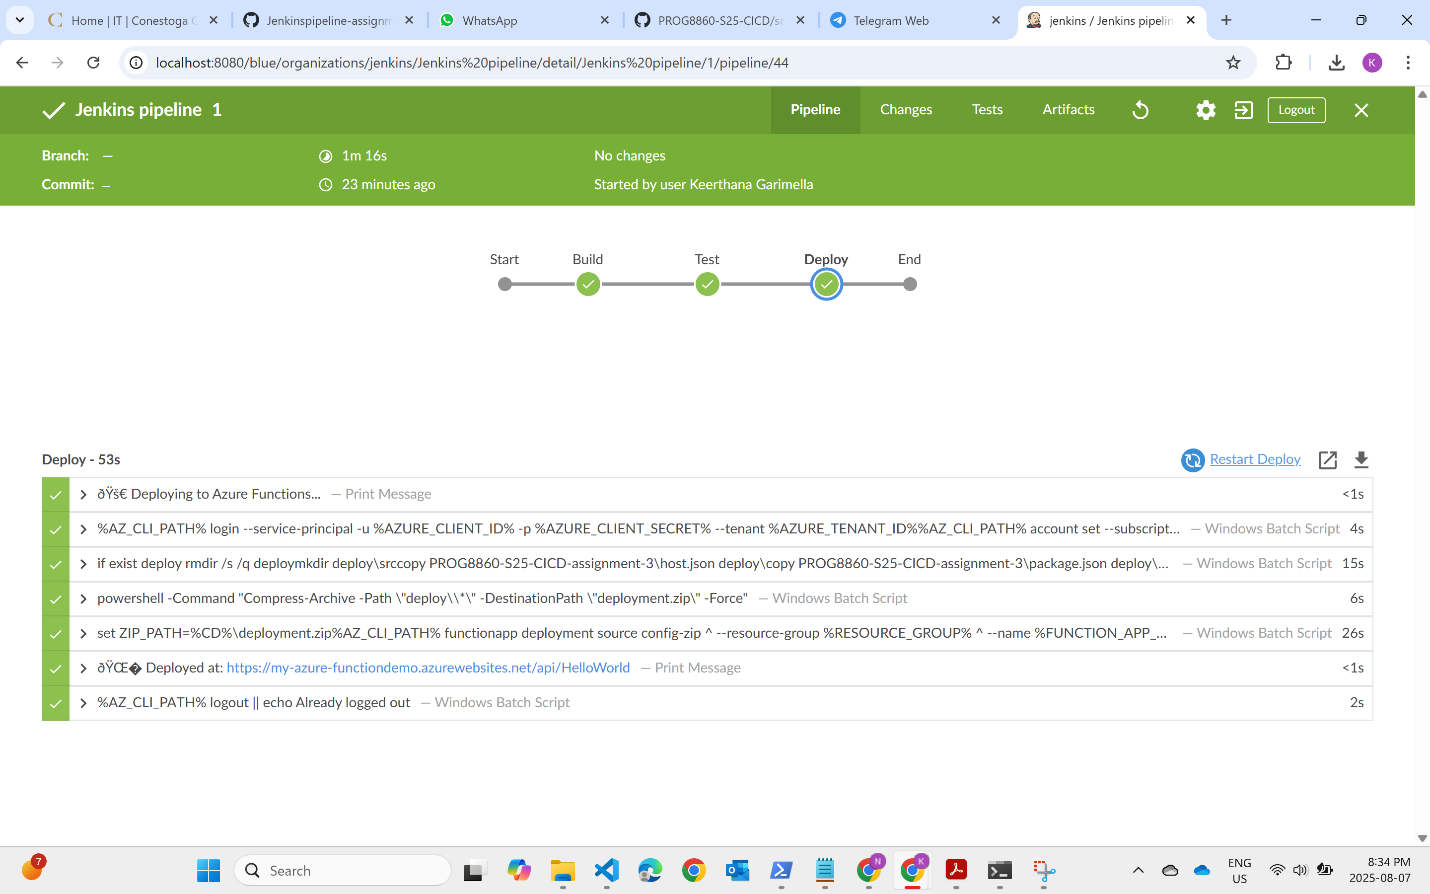 Home | IT | Conestoga C
Jenkinspipeline-assignm
WhatsApp
PROG8860-S25-CICD/sc
Telegram Web
jenkins / Jenkins pipelin
localhost:8080/blue/organizations/jenkins/Jenkins%20pipeline/detail/Jenkins%20pipeline/1/pipeline/44
K
Jenkins pipeline 1
Pipeline
Changes
Tests
Artifacts
Logout
Branch: —
1m 16s
No changes
Commit: —
23 minutes ago
Started by user Keerthana Garimella
Start
Build
Test
Deploy
End
Deploy - 53s
Restart Deploy
ðŸš€ Deploying to Azure Functions... — Print Message <1s
%AZ_CLI_PATH% login --service-principal -u %AZURE_CLIENT_ID% -p %AZURE_CLIENT_SECRET% --tenant %AZURE_TENANT_ID%%AZ_CLI_PATH% account set --subscript... — Windows Batch Script 4s
if exist deploy rmdir /s /q deploymkdir deploy\srccopy PROG8860-S25-CICD-assignment-3\host.json deploy\copy PROG8860-S25-CICD-assignment-3\package.json deploy\... — Windows Batch Script 15s
powershell -Command "Compress-Archive -Path \"deploy\\*\" -DestinationPath \"deployment.zip\" -Force" — Windows Batch Script 6s
set ZIP_PATH=%CD%\deployment.zip%AZ_CLI_PATH% functionapp deployment source config-zip ^ --resource-group %RESOURCE_GROUP% ^ --name %FUNCTION_APP_... — Windows Batch Script 26s
ðŸŒ� Deployed at: https://my-azure-functiondemo.azurewebsites.net/api/HelloWorld — Print Message <1s
%AZ_CLI_PATH% logout || echo Already logged out — Windows Batch Script 2s
7
Search
N
K
ENG
US
8:34 PM
2025-08-07